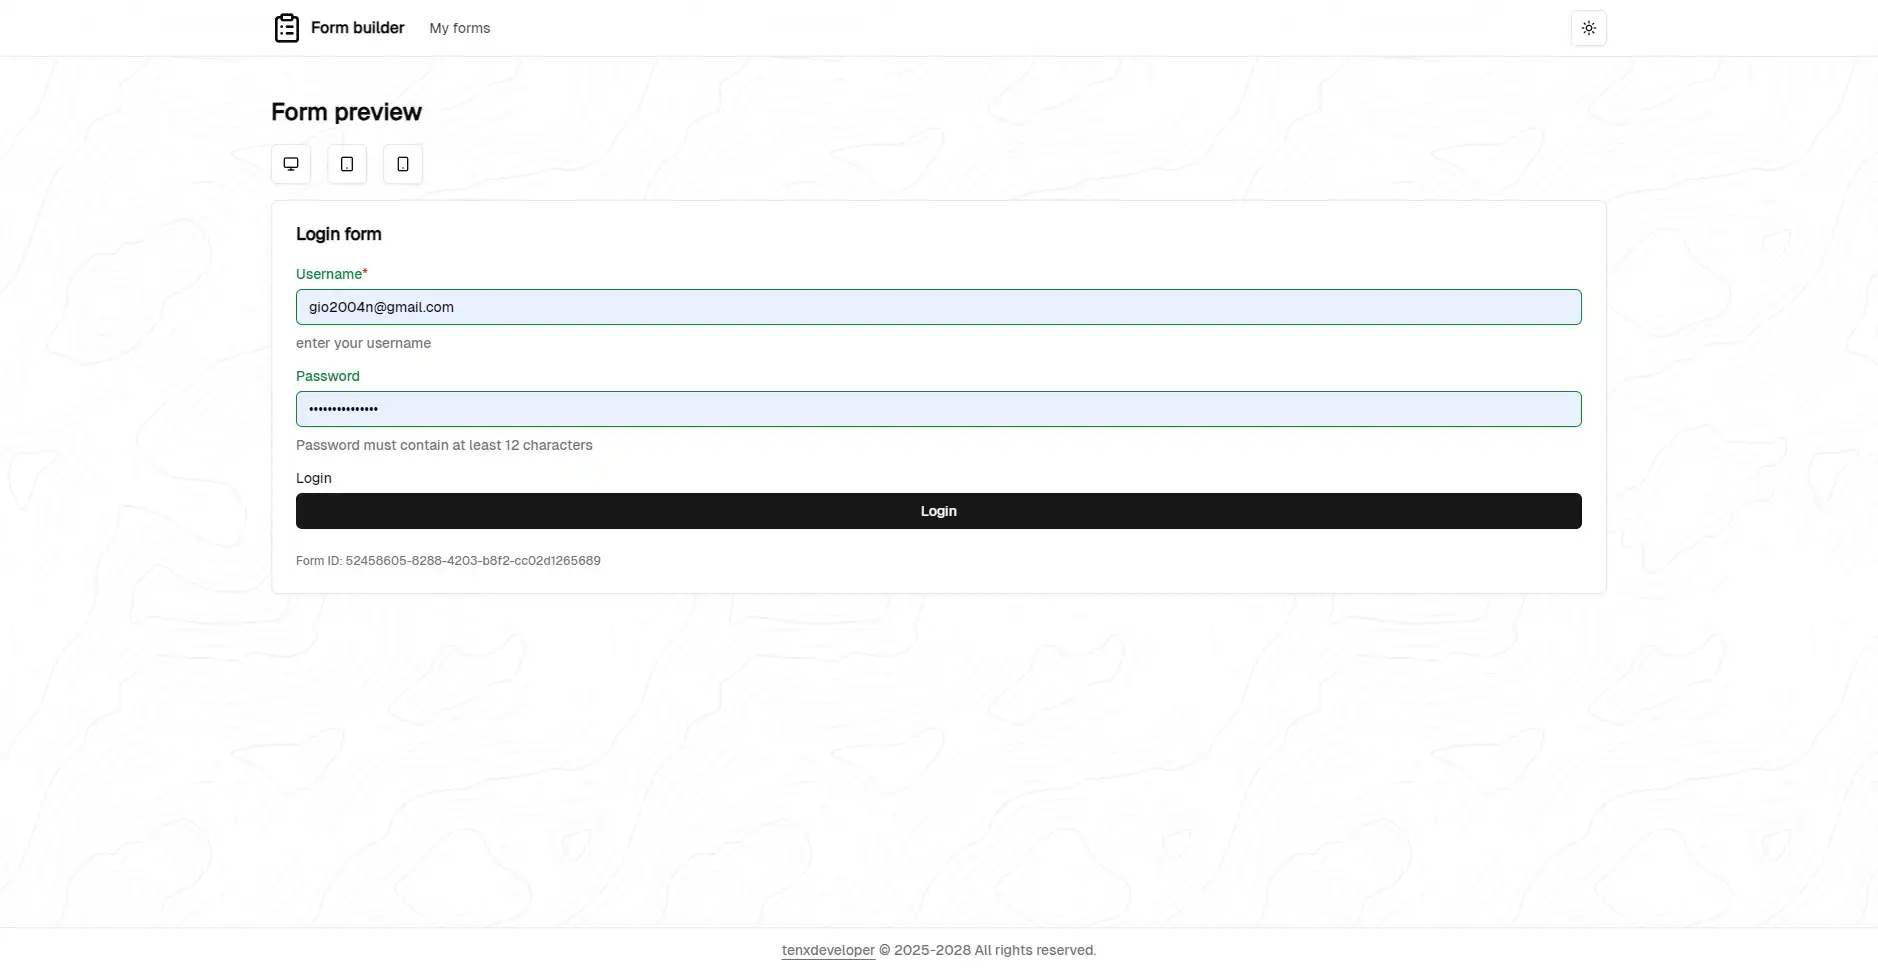 Form builder
My forms
Form preview
Login form
Username*
gio2004n@gmail.com
enter your username
Password
•••••••••••••••
Password must contain at least 12 characters
Login
Login
Form ID: 52458605-8288-4203-b8f2-cc02d1265689
tenxdeveloper © 2025-2028 All rights reserved.